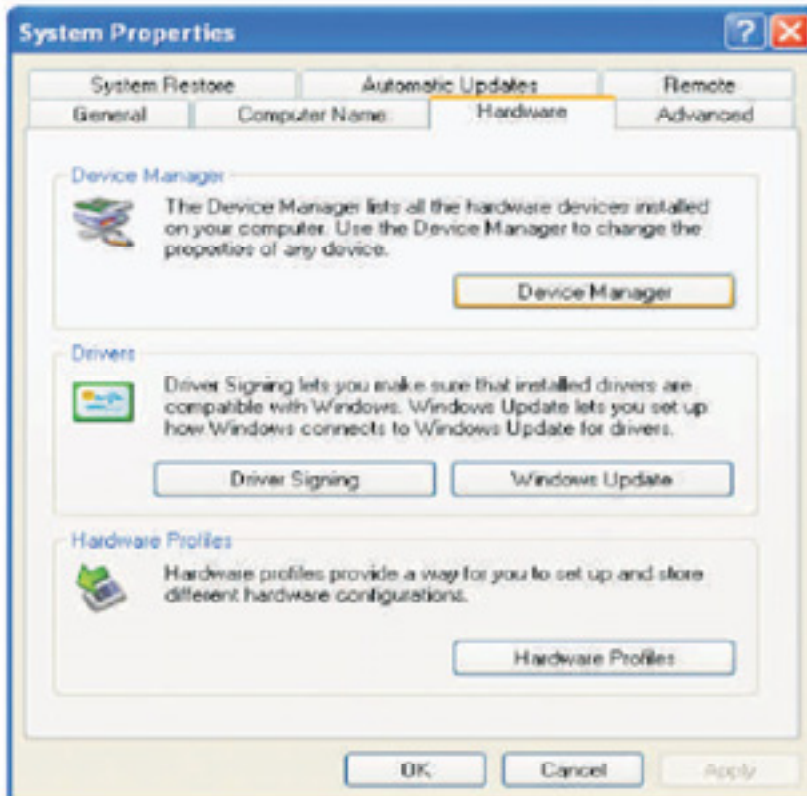 System Properties
System Restore Automatic Updates Remote
General Computer Name Hardware Advanced
Device Manager
The Device Manager lists all the hardware devices installed
on your computer. Use the Device Manager to change the
properties of any device.
Device Manager
Drivers
Driver Signing lets you make sure that installed drivers are
compatible with Windows. Windows Update lets you set up
how Windows connects to Windows Update for drivers.
Driver Signing Windows Update
Hardware Profiles
Hardware profiles provide a way for you to set up and store
different hardware configurations.
Hardware Profiles
OK Cancel Apply